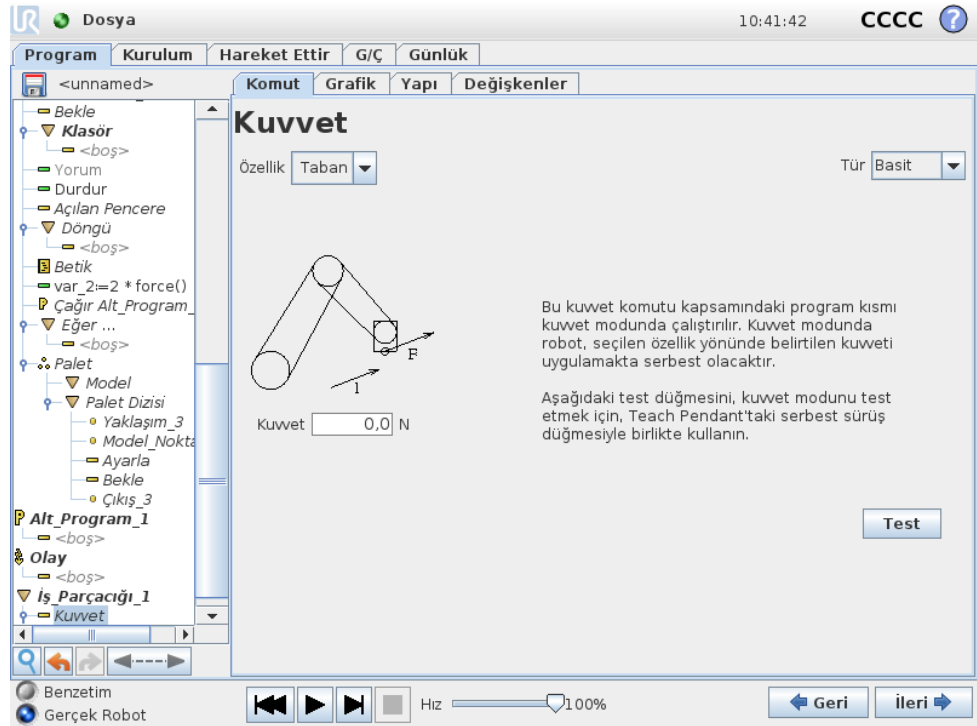 UR Dosya 10:41:42 CCCC ?
Program Kurulum Hareket Ettir G/Ç Günlük
<unnamed>
Komut Grafik Yapı Değişkenler
Bekle
Klasör
<boş>
Yorum
Durdur
Açılan Pencere
Döngü
<boş>
Betik
var_2:=2 * force()
P Çağır Alt_Program_
Eğer ...
<boş>
Palet
Model
Palet Dizisi
Yaklaşım_3
Model_Nokta
Ayarla
Bekle
Çıkış_3
P Alt_Program_1
<boş>
Olay
<boş>
İş_Parçacığı_1
Kuvvet
Kuvvet
Özellik Taban
Tür Basit
F
1
Kuvvet 0,0 N
Bu kuvvet komutu kapsamındaki program kısmı
kuvvet modunda çalıştırılır. Kuvvet modunda
robot, seçilen özellik yönünde belirtilen kuvveti
uygulamakta serbest olacaktır.
Aşağıdaki test düğmesini, kuvvet modunu test
etmek için, Teach Pendant'taki serbest sürüş
düğmesiyle birlikte kullanın.
Test
Benzetim
Gerçek Robot
Hız 100%
Geri İleri